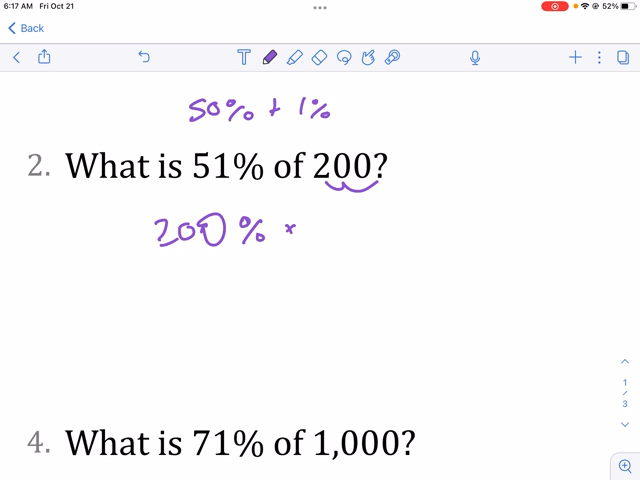 6:17 AM Fri Oct 21
52%
Back
T
50% + 1%
2. What is 51% of 200?
200 % ×
1
/
3
4. What is 71% of 1,000?